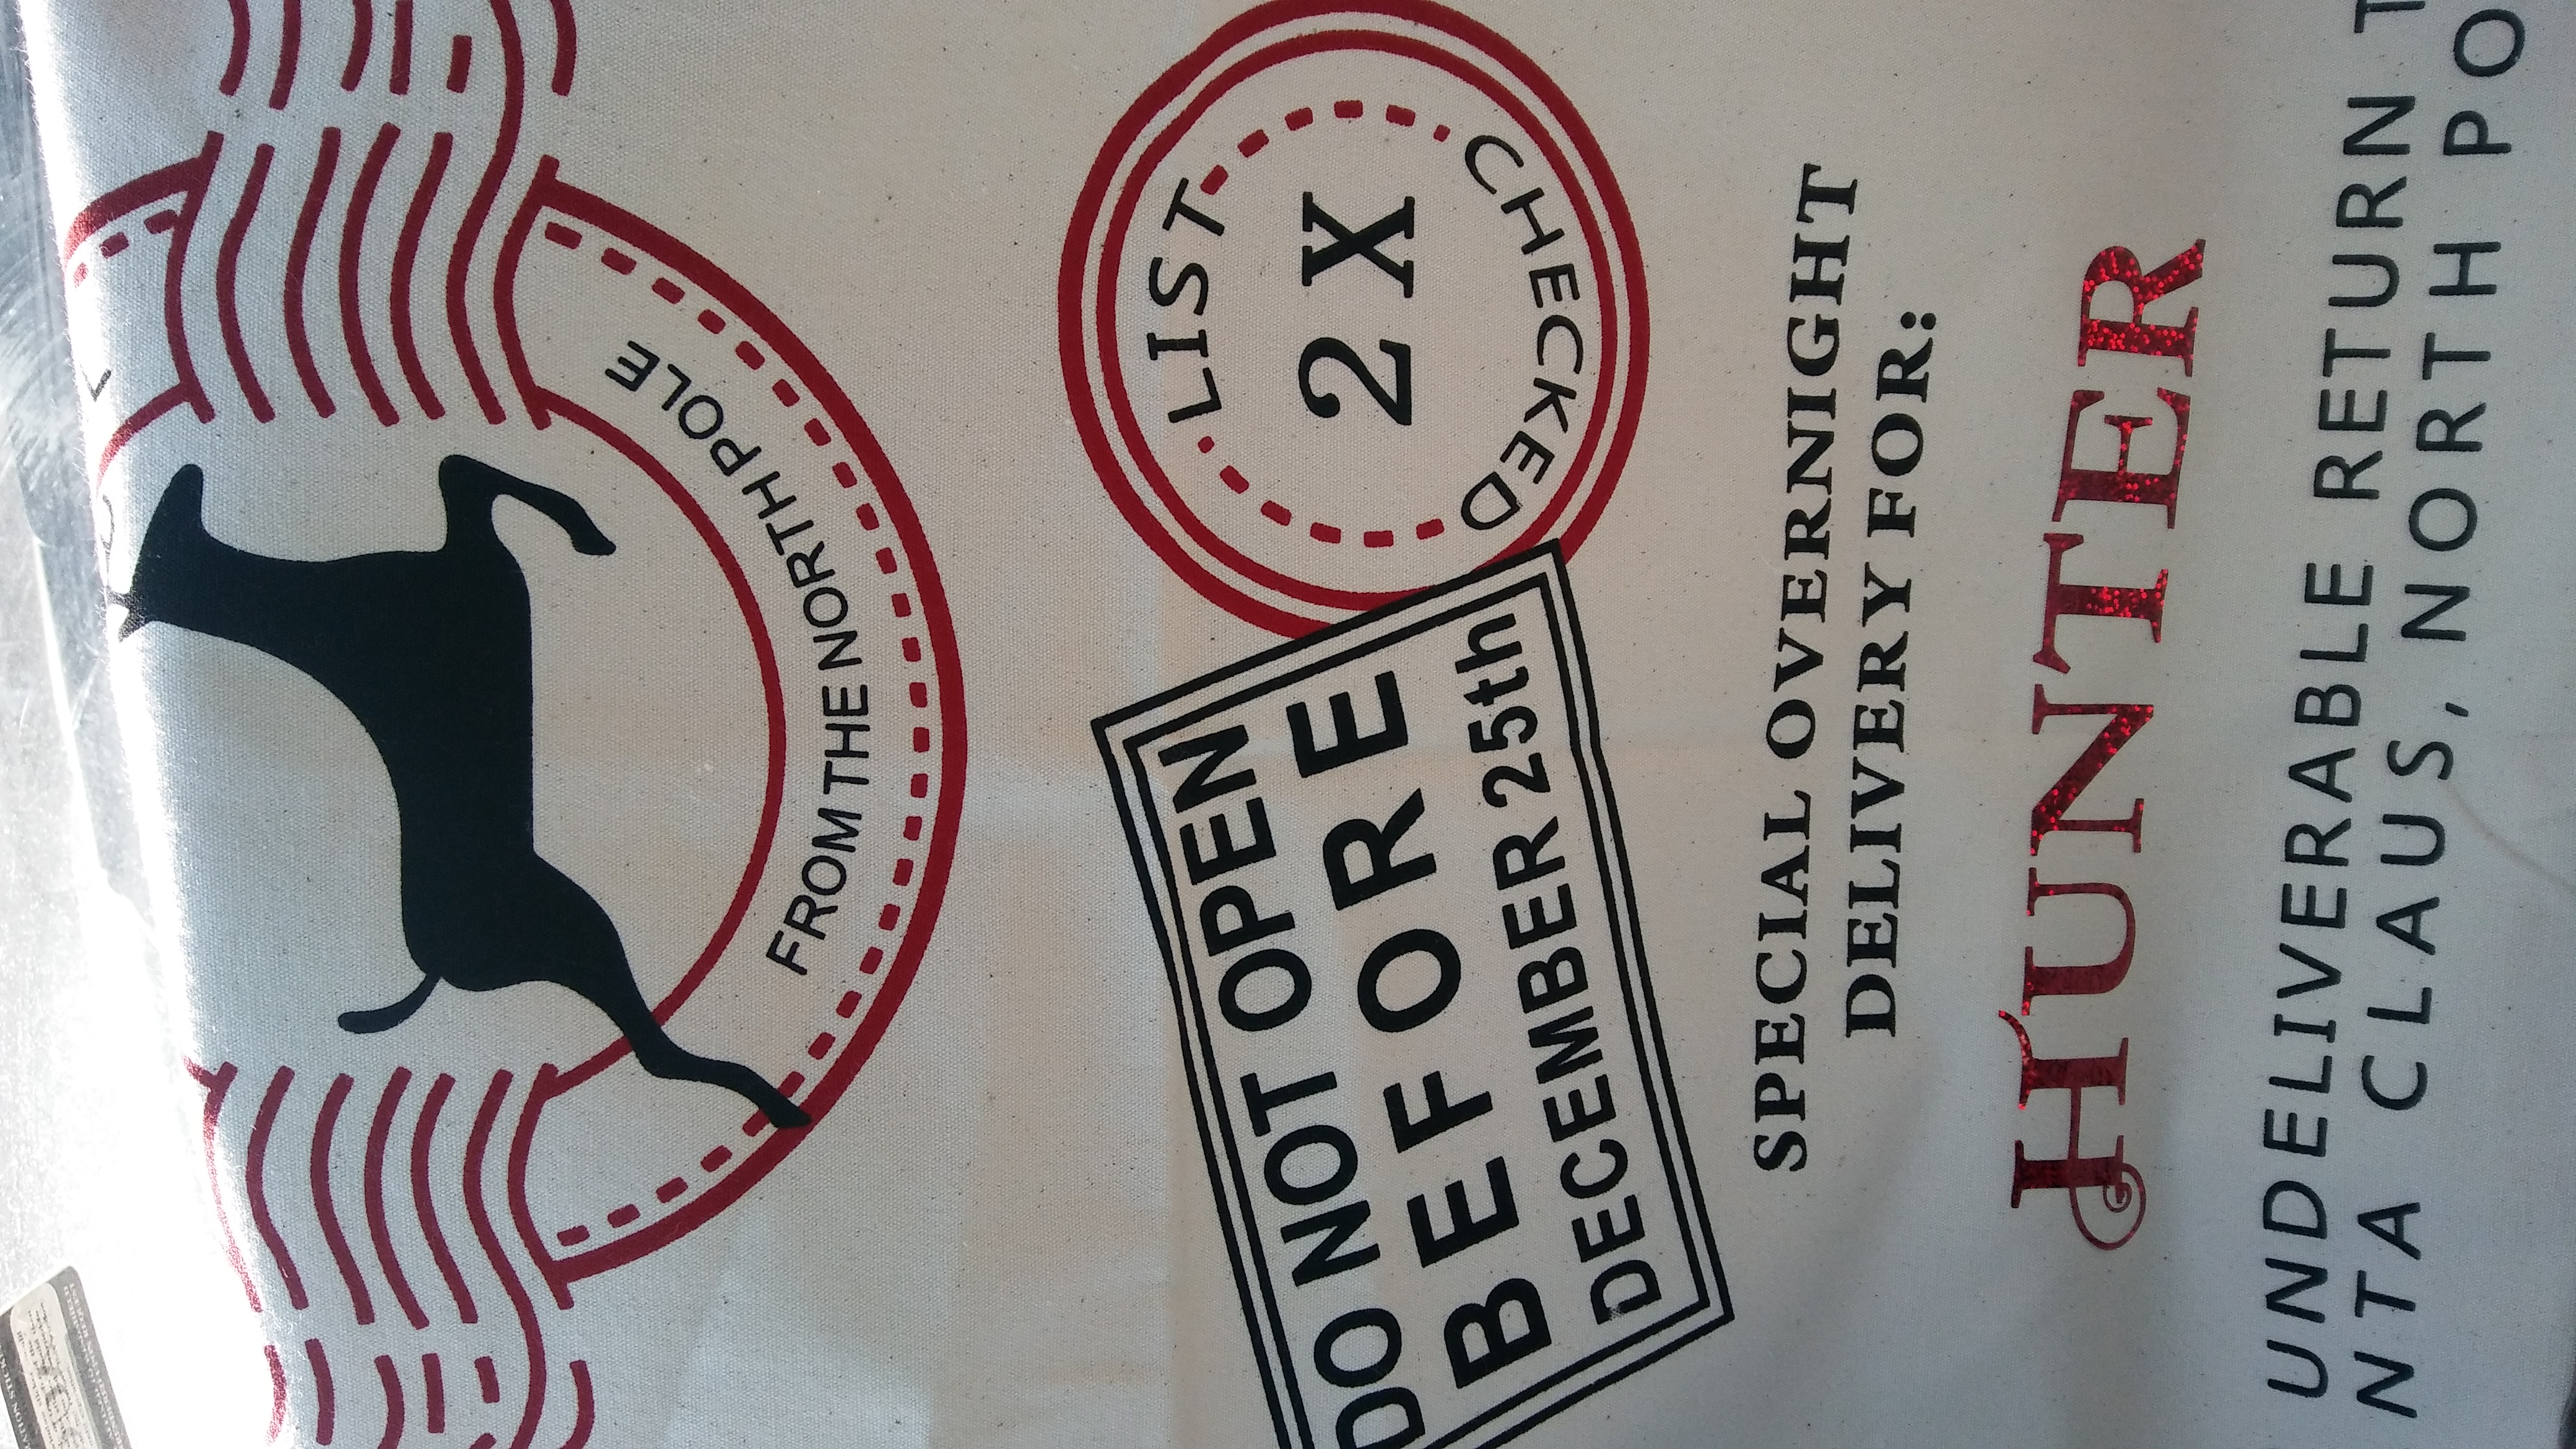 FROM THE NORTH POLE
LIST
2 X
CHECKED
DO NOT OPEN
BEFORE
DECEMBER 25th
SPECIAL OVERNIGHT
DELIVERY FOR:
HUNTER
UNDELIVERABLE RETURN T
NTA CLAUS, NORTH PO